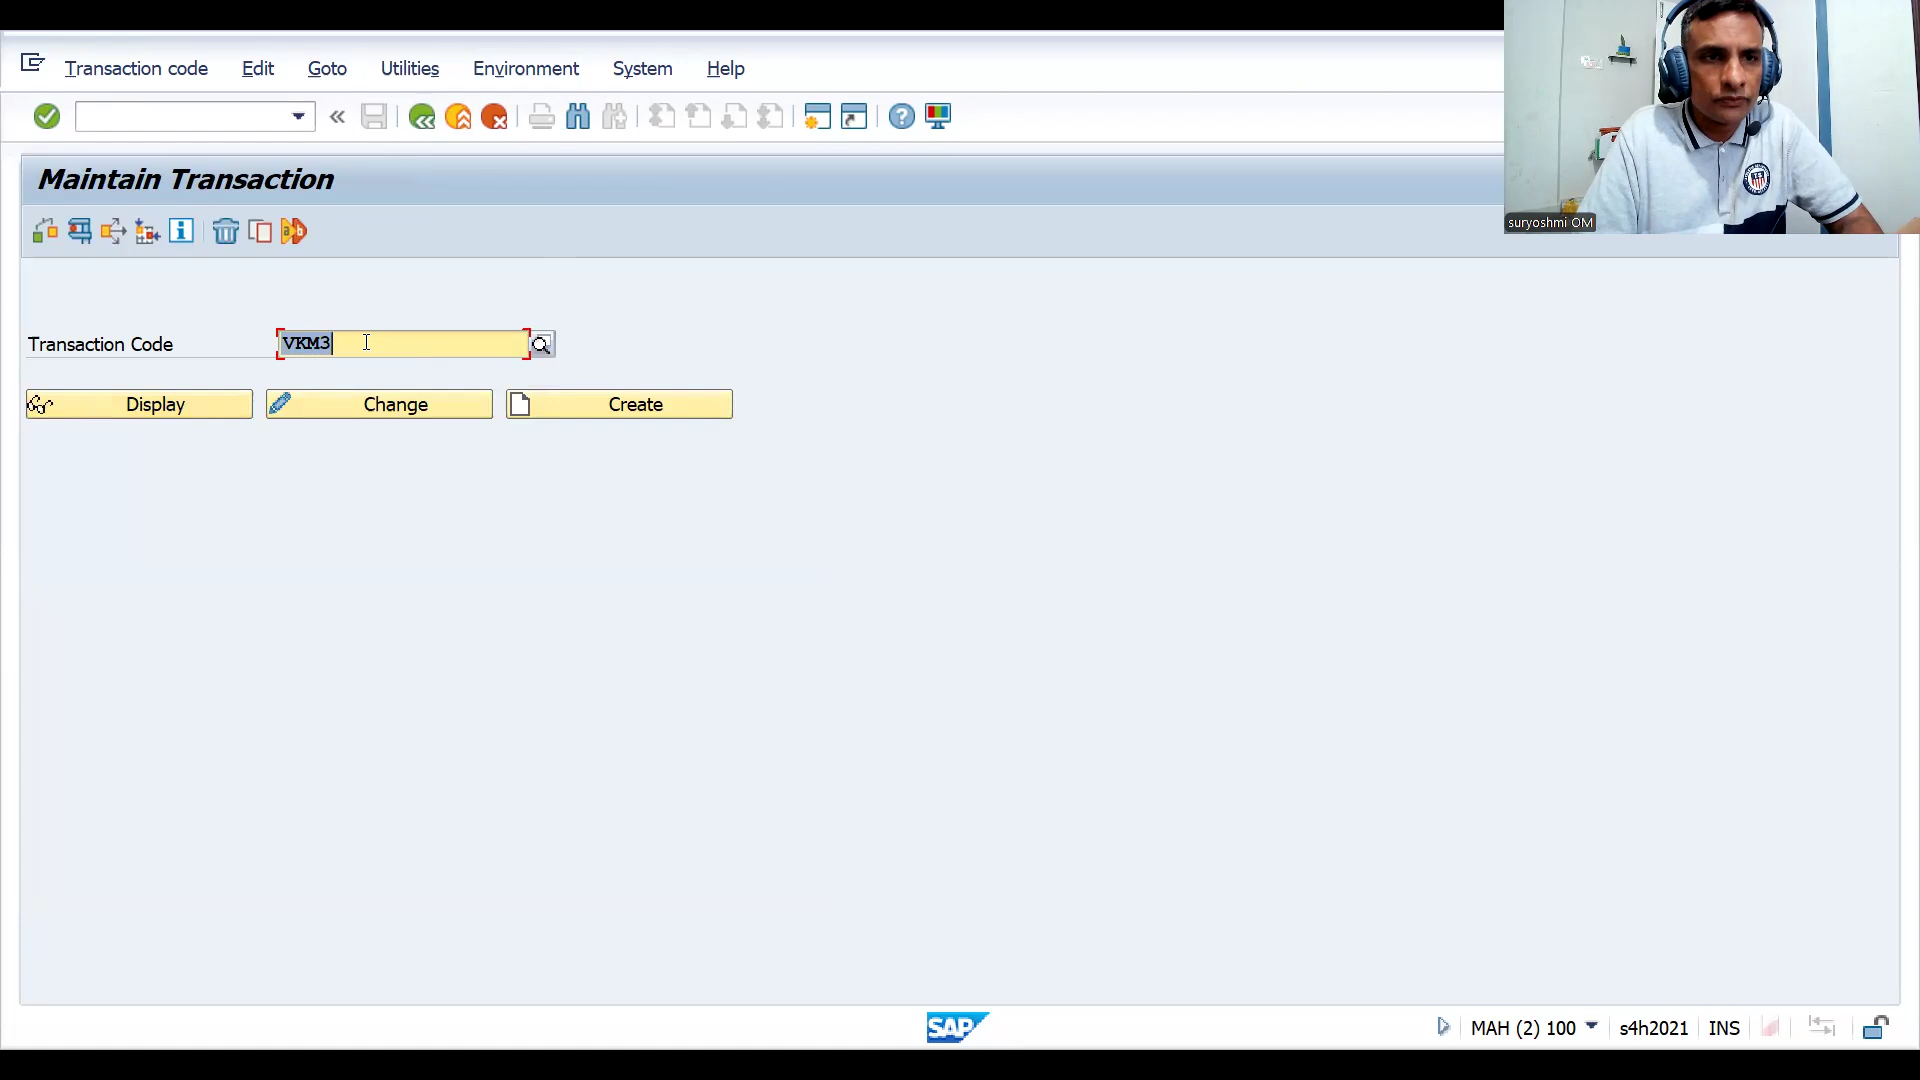 Transaction code Edit Goto Utilities Environment System Help
Maintain Transaction
Transaction Code VKM3
Display Change Create
suryoshmi OM
SAP
MAH (2) 100 s4h2021 INS